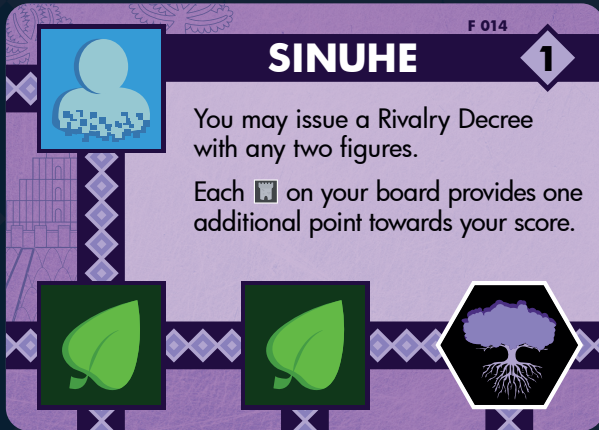 F 014
SINUHE
1
You may issue a Rivalry Decree
with any two figures.
Each on your board provides one
additional point towards your score.